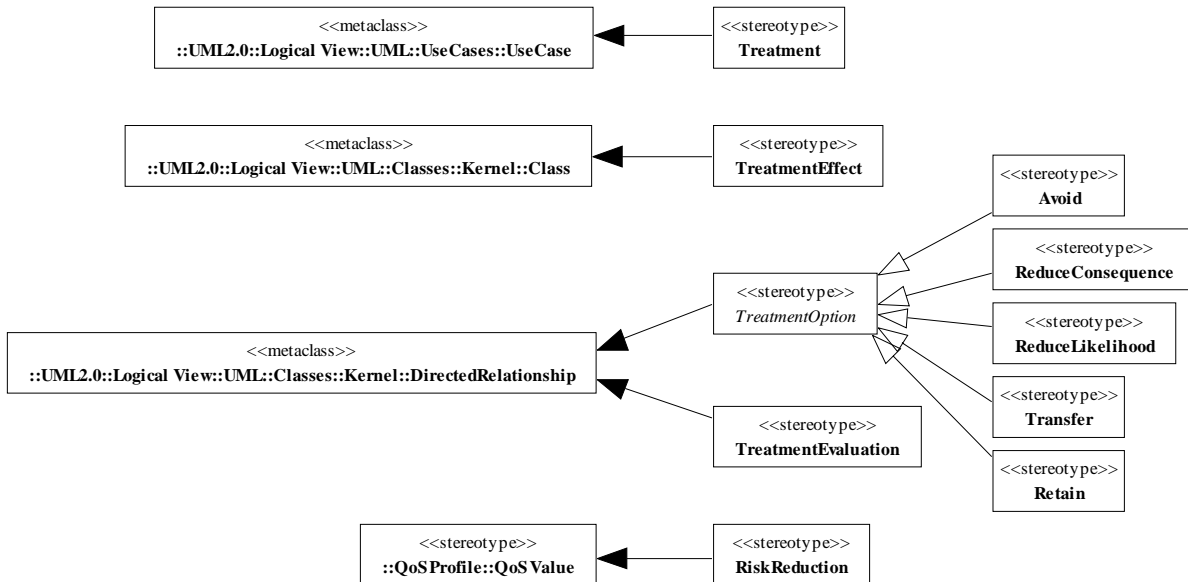 <<metaclass>>
::UML2.0::Logical View::UML::UseCases::UseCase
<<stereotype>>
Treatment
<<metaclass>>
::UML2.0::Logical View::UML::Classes::Kernel::Class
<<stereotype>>
TreatmentEffect
<<stereotype>>
Avoid
<<stereotype>>
ReduceConsequence
<<stereotype>>
TreatmentOption
<<stereotype>>
ReduceLikelihood
<<metaclass>>
::UML2.0::Logical View::UML::Classes::Kernel::DirectedRelationship
<<stereotype>>
Transfer
<<stereotype>>
TreatmentEvaluation
<<stereotype>>
Retain
<<stereotype>>
::QoSProfile::QoSValue
<<stereotype>>
RiskReduction